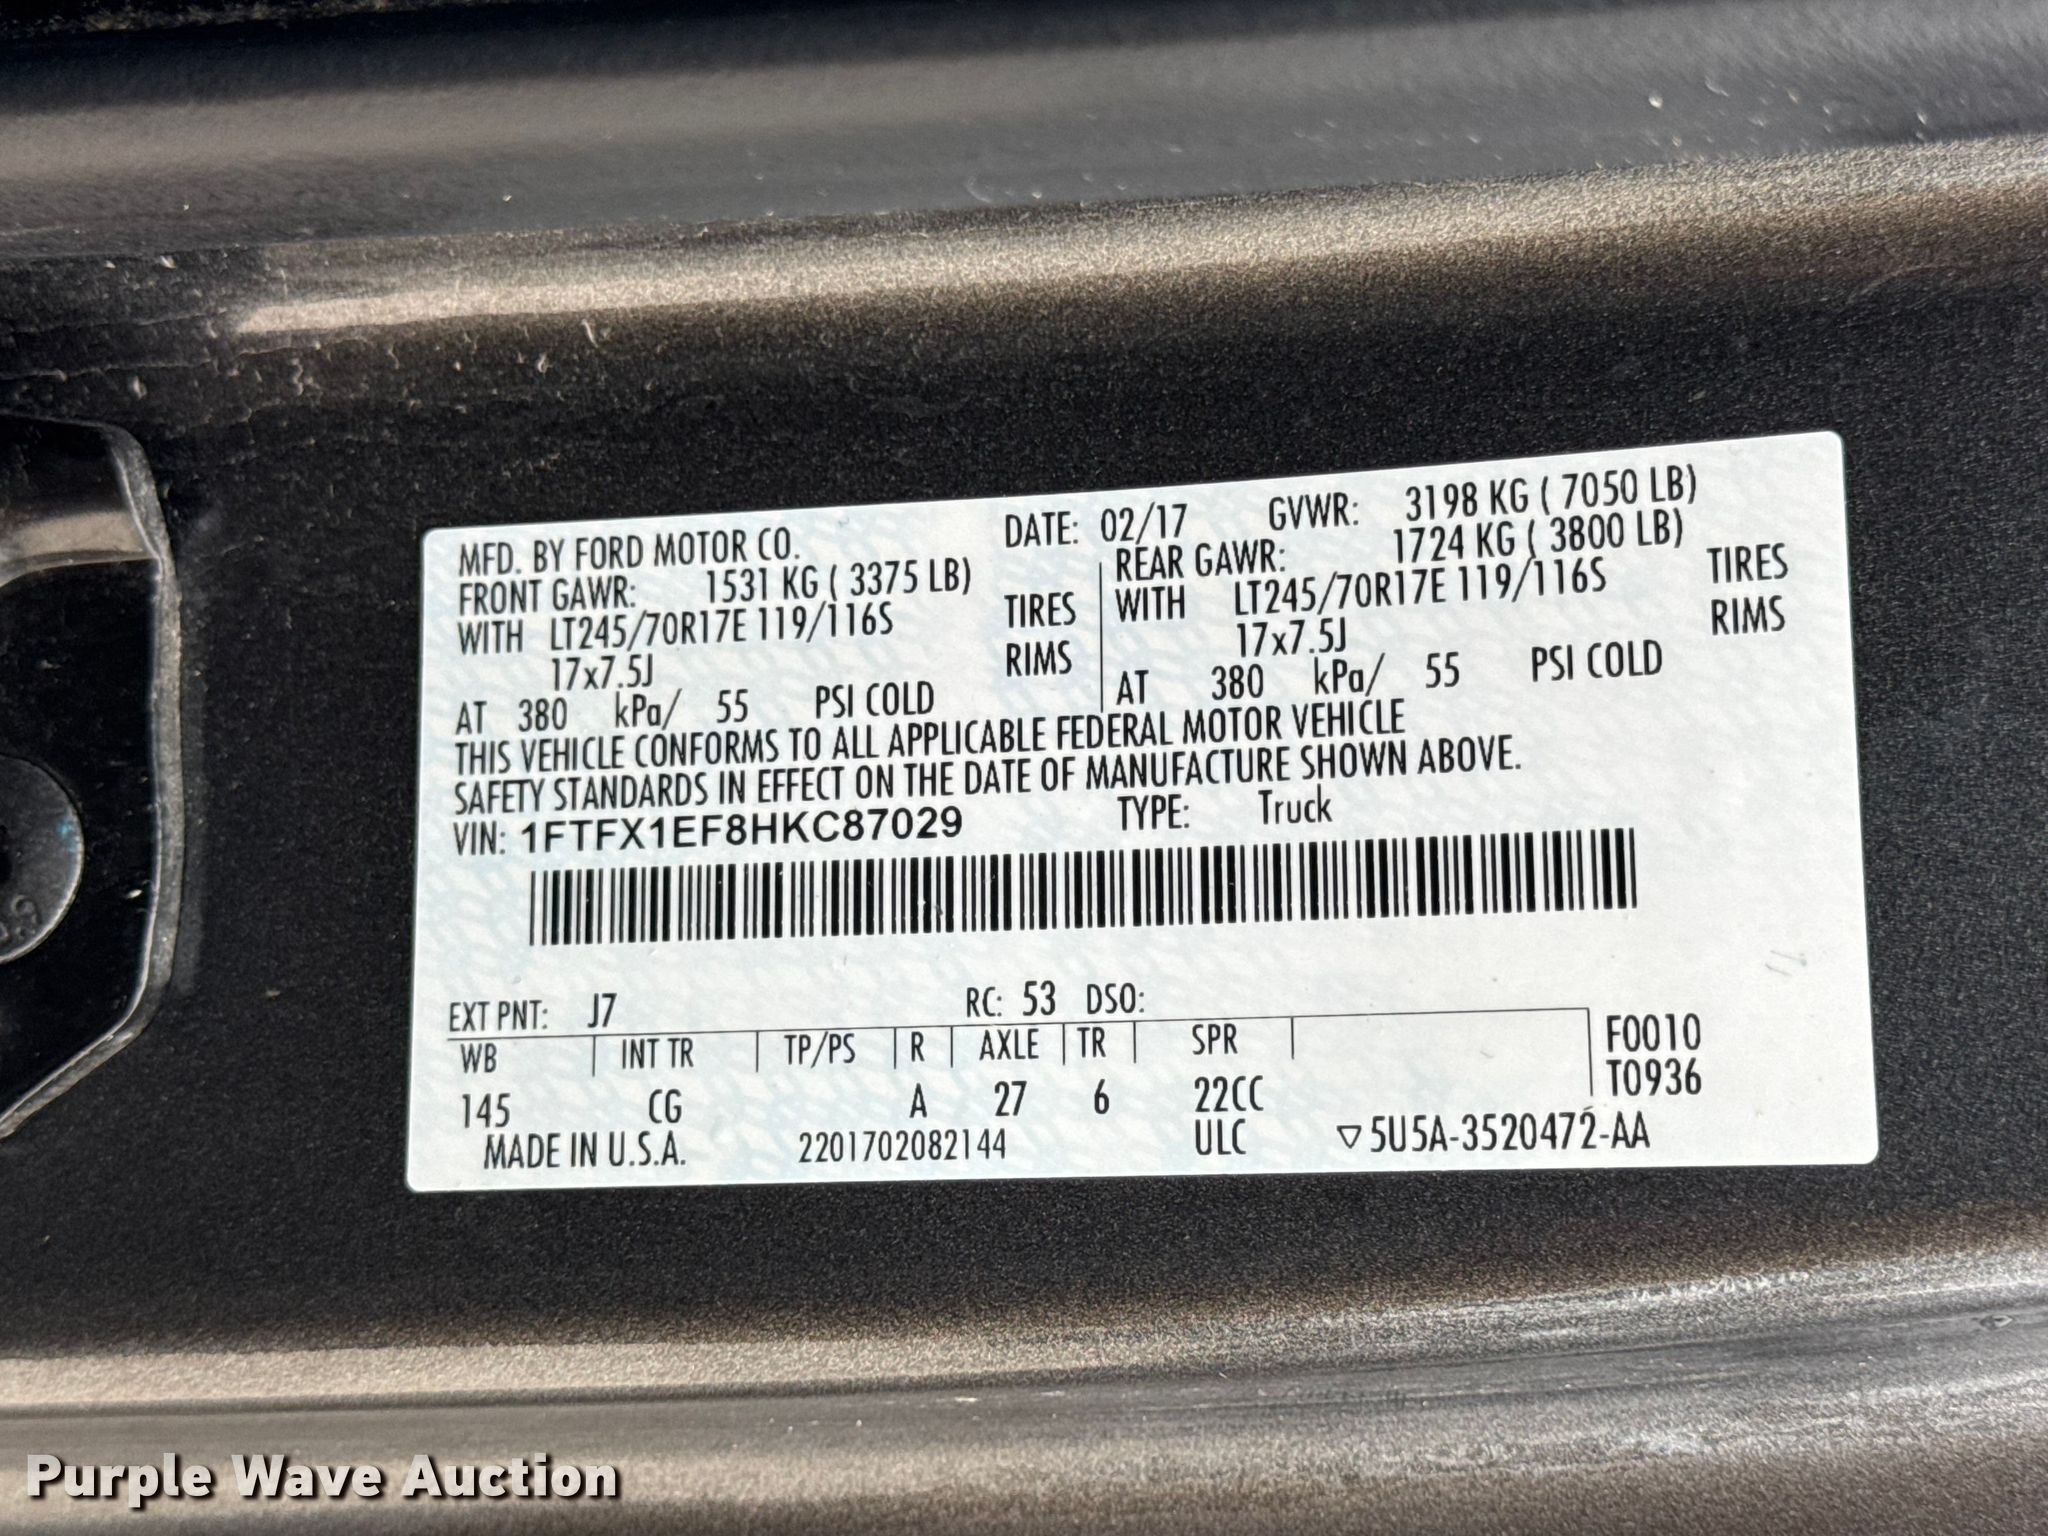 MFD. BY FORD MOTOR CO. DATE: 02/17 GVWR: 3198 KG ( 7050 LB)
FRONT GAWR: 1531 KG ( 3375 LB) REAR GAWR: 1724 KG ( 3800 LB)
WITH LT245/70R17E 119/116S TIRES WITH LT245/70R17E 119/116S TIRES
17x7.5J RIMS 17x7.5J RIMS
AT 380 kPa/ 55 PSI COLD AT 380 kPa/ 55 PSI COLD
THIS VEHICLE CONFORMS TO ALL APPLICABLE FEDERAL MOTOR VEHICLE
SAFETY STANDARDS IN EFFECT ON THE DATE OF MANUFACTURE SHOWN ABOVE.
VIN: 1FTFX1EF8HKC87029 TYPE: Truck
EXT PNT: J7 RC: 53 DSO:
WB INT TR TP/PS R AXLE TR SPR F0010
145 CG A 27 6 22CC T0936
MADE IN U.S.A. 2201702082144 ULC ▽5U5A-3520472-AA
Purple Wave Auction